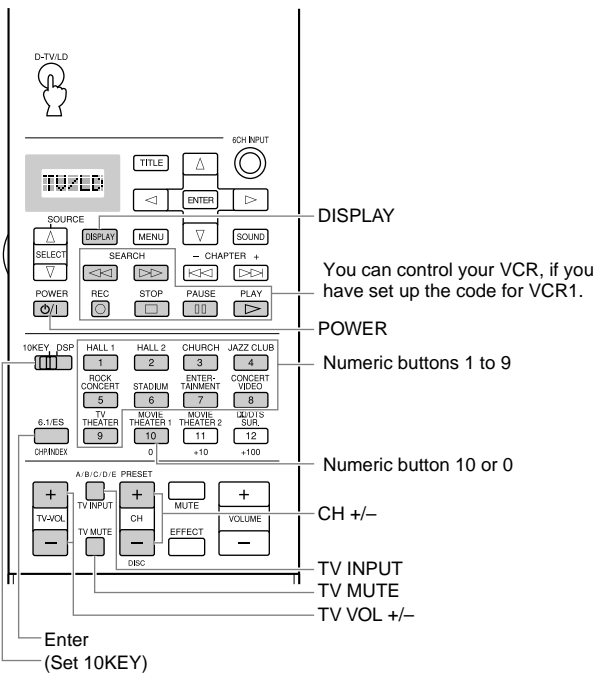 D-TV/LD
6CH INPUT
TITLE
TV/LD
ENTER
SOURCE
DISPLAY
MENU
SOUND
DISPLAY
SELECT
SEARCH
– CHAPTER +
You can control your VCR, if you
have set up the code for VCR1.
POWER
REC
STOP
PAUSE
PLAY
POWER
10KEY DSP
HALL 1
HALL 2
CHURCH
JAZZ CLUB
1
2
3
4
Numeric buttons 1 to 9
ROCK
CONCERT
STADIUM
ENTER-
TAINMENT
CONCERT
VIDEO
5
6
7
8
6.1/ES
TV
THEATER
MOVIE
THEATER 1
MOVIE
THEATER 2
DD/DTS
SUR.
9
10
11
12
CHP/INDEX
0
+10
+100
Numeric button 10 or 0
A/B/C/D/E PRESET
+
TV-VOL
–
TV INPUT
TV MUTE
+
CH
–
DISC
MUTE
EFFECT
+
VOLUME
–
CH +/–
TV INPUT
TV MUTE
TV VOL +/–
Enter
(Set 10KEY)